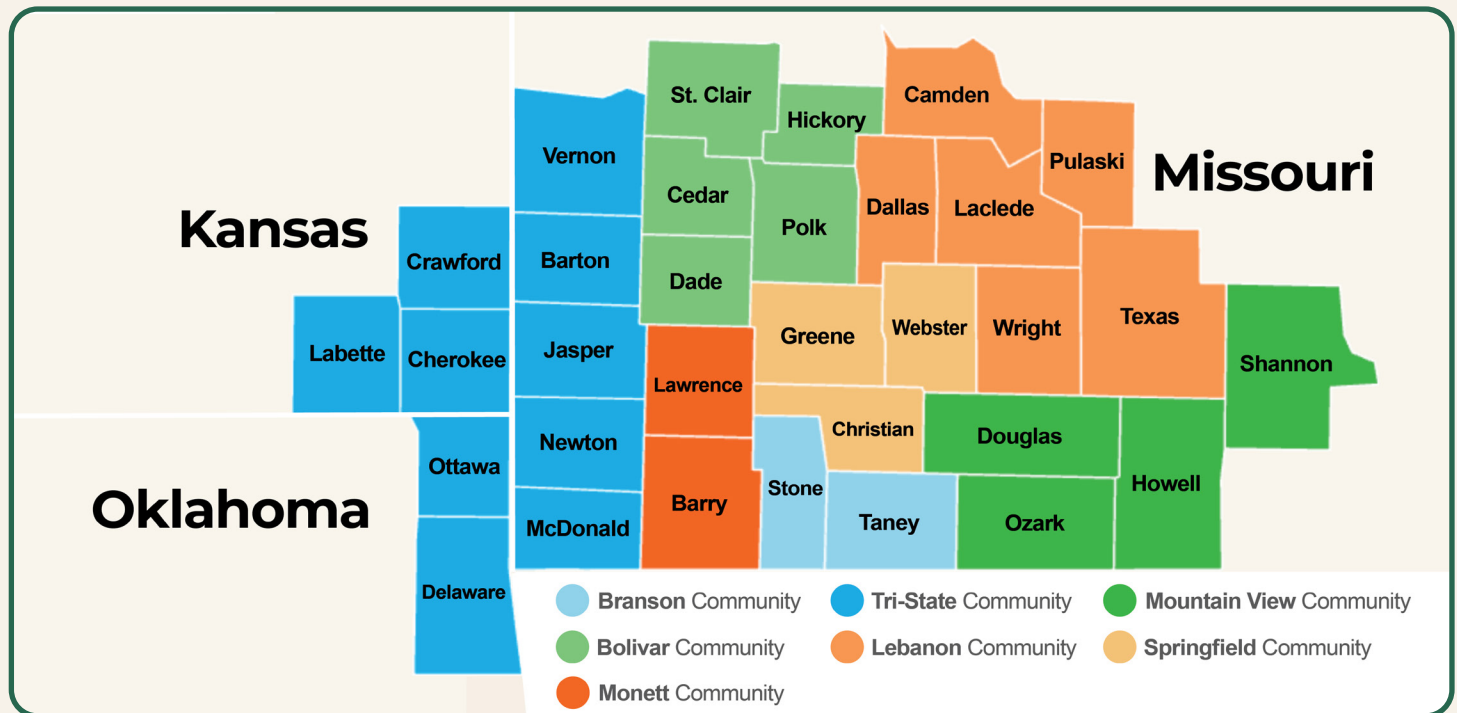 St. Clair
Camden
Hickory
Vernon
Pulaski
Missouri
Cedar
Dallas
Laclede
Polk
Kansas
Crawford
Barton
Dade
Texas
Greene
Webster
Wright
Labette
Cherokee
Jasper
Shannon
Lawrence
Christian
Douglas
Newton
Ottawa
Howell
Stone
Oklahoma
Barry
McDonald
Taney
Ozark
Delaware
Branson Community
Tri-State Community
Mountain View Community
Bolivar Community
Lebanon Community
Springfield Community
Monett Community